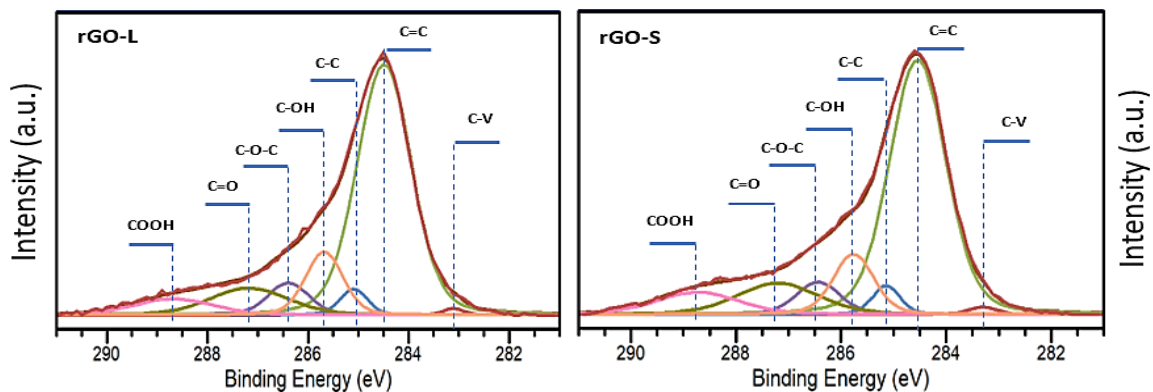 rGO-L
C=C
C-C
C-OH
C-V
C-O-C
C=O
COOH
Intensity (a.u.)
290 288 286 284 282
Binding Energy (eV)
rGO-S
C=C
C-C
C-OH
C-V
C-O-C
C=O
COOH
Intensity (a.u.)
290 288 286 284 282
Binding Energy (eV)